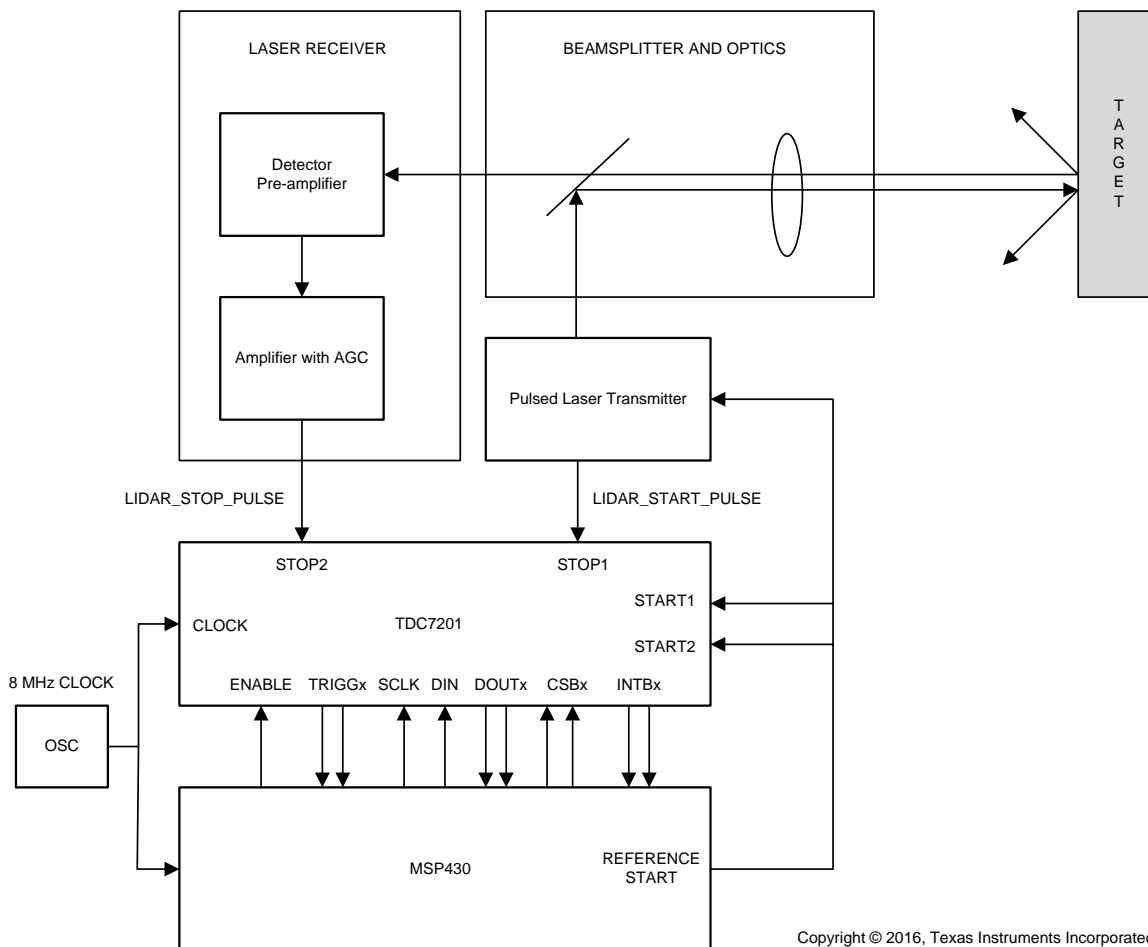 LASER RECEIVER
BEAMSPLITTER AND OPTICS
T
A
R
G
E
T
Detector
Pre-amplifier
Amplifier with AGC
Pulsed Laser Transmitter
LIDAR_STOP_PULSE
LIDAR_START_PULSE
STOP2
STOP1
START1
CLOCK
TDC7201
START2
8 MHz CLOCK
ENABLE
TRIGGx
SCLK
DIN
DOUTx
CSBx
INTBx
OSC
MSP430
REFERENCE
START
Copyright © 2016, Texas Instruments Incorporated